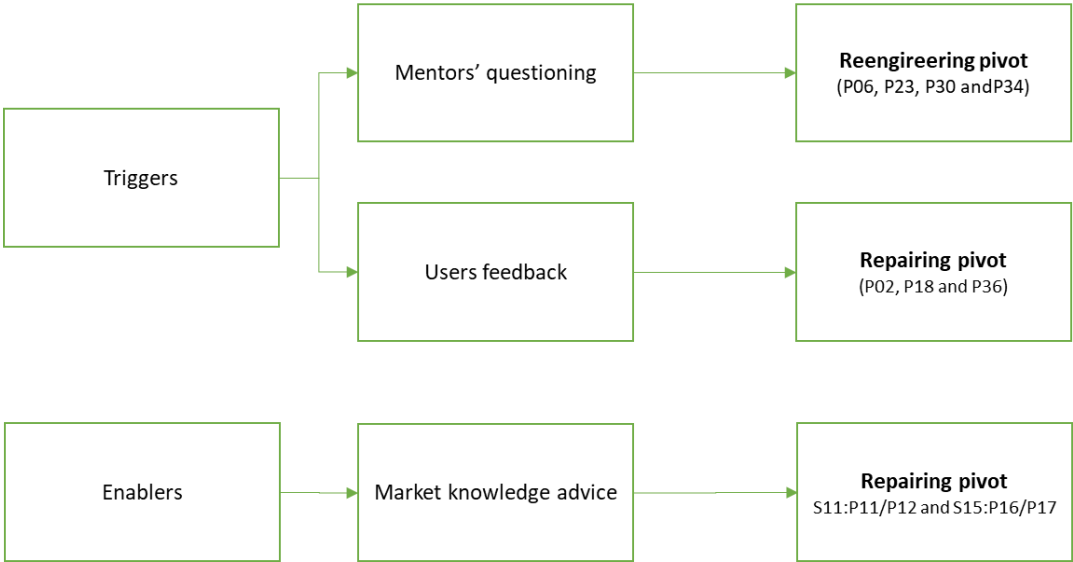 Mentors’ questioning
Reengireering pivot
(P06, P23, P30 andP34)
Triggers
Users feedback
Repairing pivot
(P02, P18 and P36)
Enablers
Market knowledge advice
Repairing pivot
S11:P11/P12 and S15:P16/P17